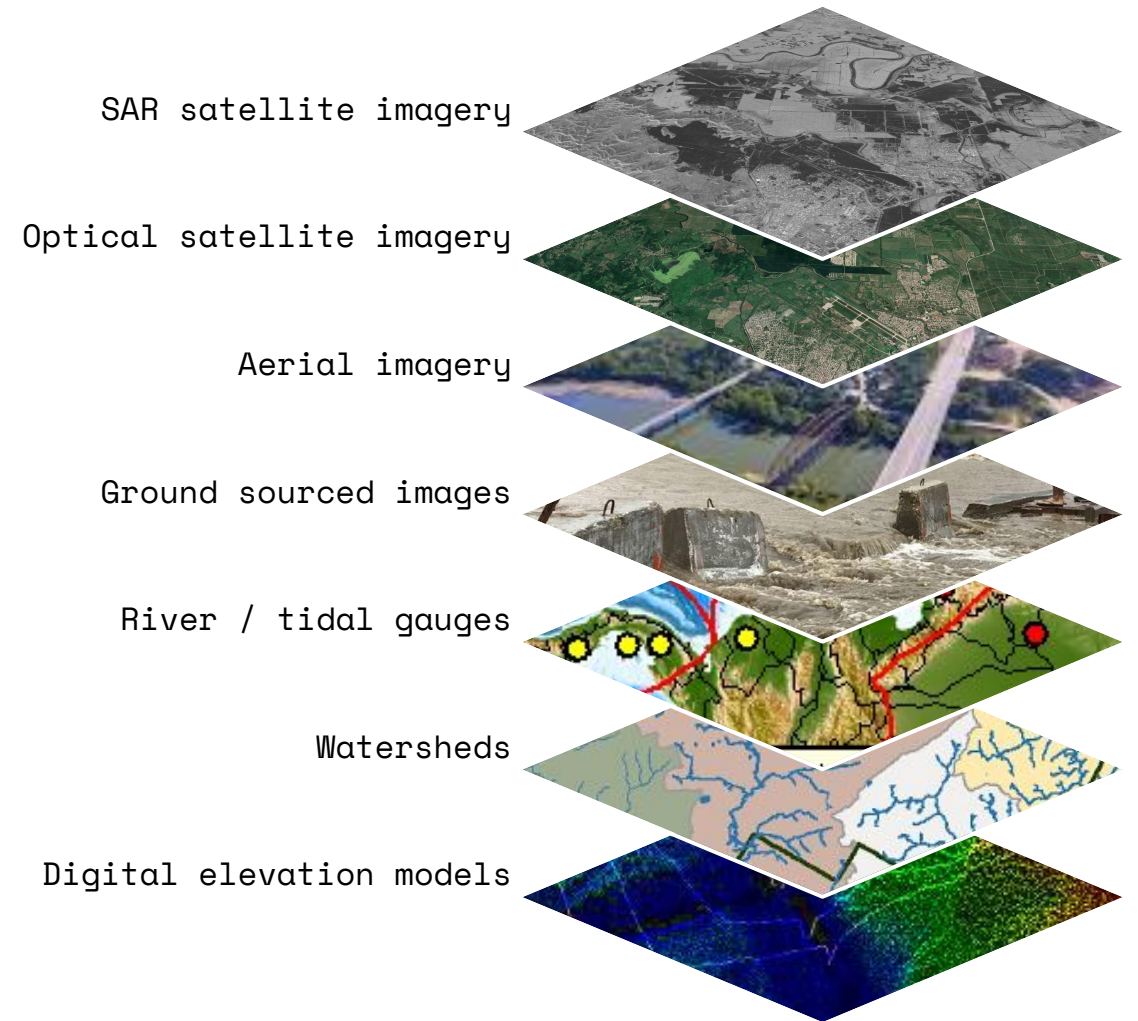 SAR satellite imagery
Optical satellite imagery
Aerial imagery
Ground sourced images
River / tidal gauges
Watersheds
Digital elevation models